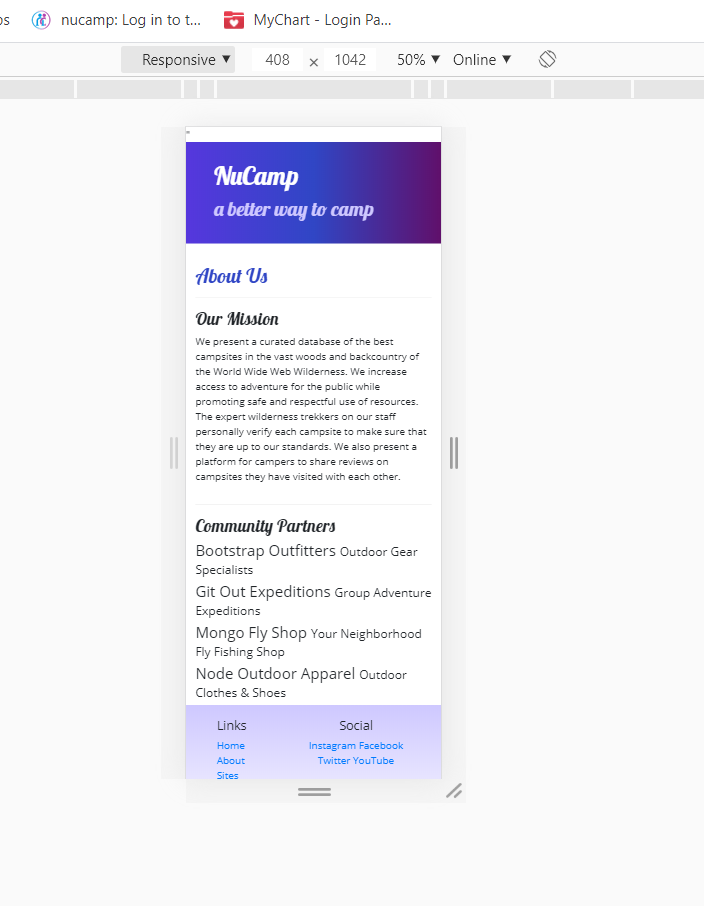 os nucamp: Log in to t... MyChart - Login Pa...
Responsive ▼ 408 × 1042 50% ▼ Online ▼
NuCamp
a better way to camp
About Us
Our Mission
We present a curated database of the best
campsites in the vast woods and backcountry of
the World Wide Web Wilderness. We increase
access to adventure for the public while
promoting safe and respectful use of resources.
The expert wilderness trekkers on our staff
personally verify each campsite to make sure that
they are up to our standards. We also present a
platform for campers to share reviews on
campsites they have visited with each other.
Community Partners
Bootstrap Outfitters Outdoor Gear
Specialists
Git Out Expeditions Group Adventure
Expeditions
Mongo Fly Shop Your Neighborhood
Fly Fishing Shop
Node Outdoor Apparel Outdoor
Clothes & Shoes
Links Social
Home Instagram Facebook
About Twitter YouTube
Sites